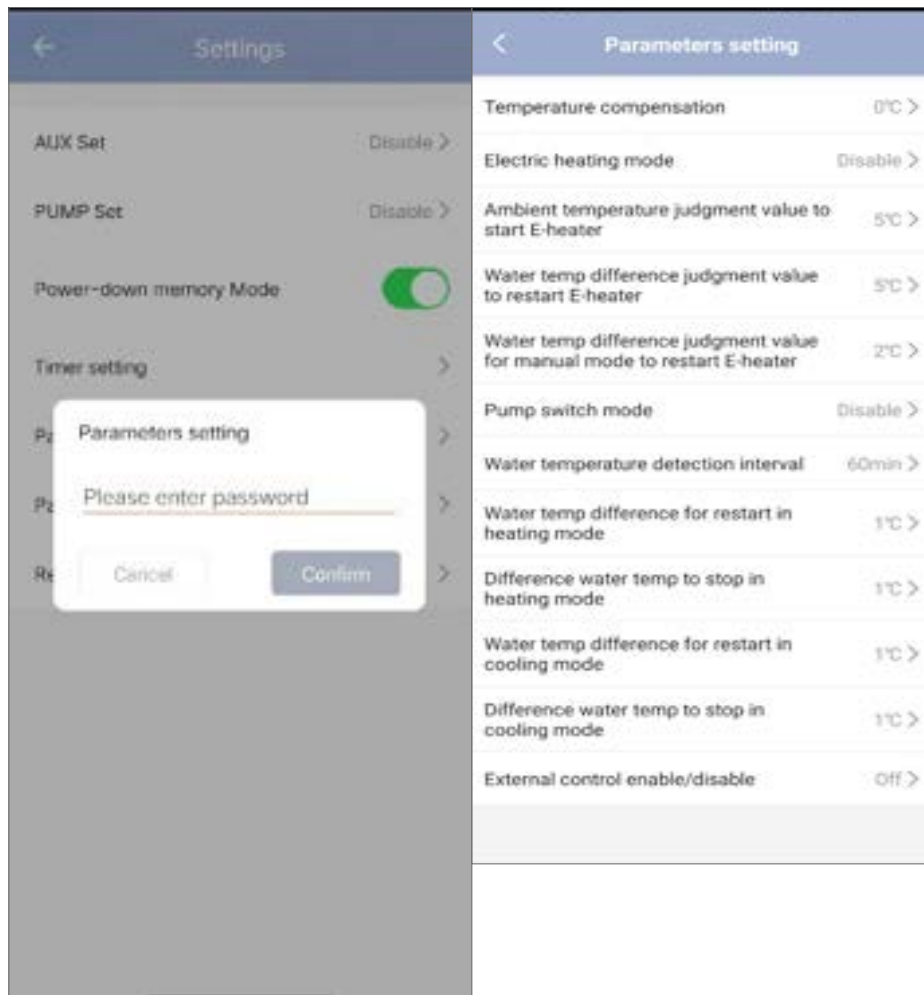 Settings
AUX Set Disable >
PUMP Set Disable >
Power-down memory Mode
Timer setting >
Pa >
Pa >
Re >
Parameters setting
Please enter password
Cancel Confirm
Parameters setting
Temperature compensation 0°C >
Electric heating mode Disable >
Ambient temperature judgment value to
start E-heater 5°C >
Water temp difference judgment value
to restart E-heater 5°C >
Water temp difference judgment value
for manual mode to restart E-heater 2°C >
Pump switch mode Disable >
Water temperature detection interval 60min >
Water temp difference for restart in
heating mode 1°C >
Difference water temp to stop in
heating mode 1°C >
Water temp difference for restart in
cooling mode 1°C >
Difference water temp to stop in
cooling mode 1°C >
External control enable/disable Off >